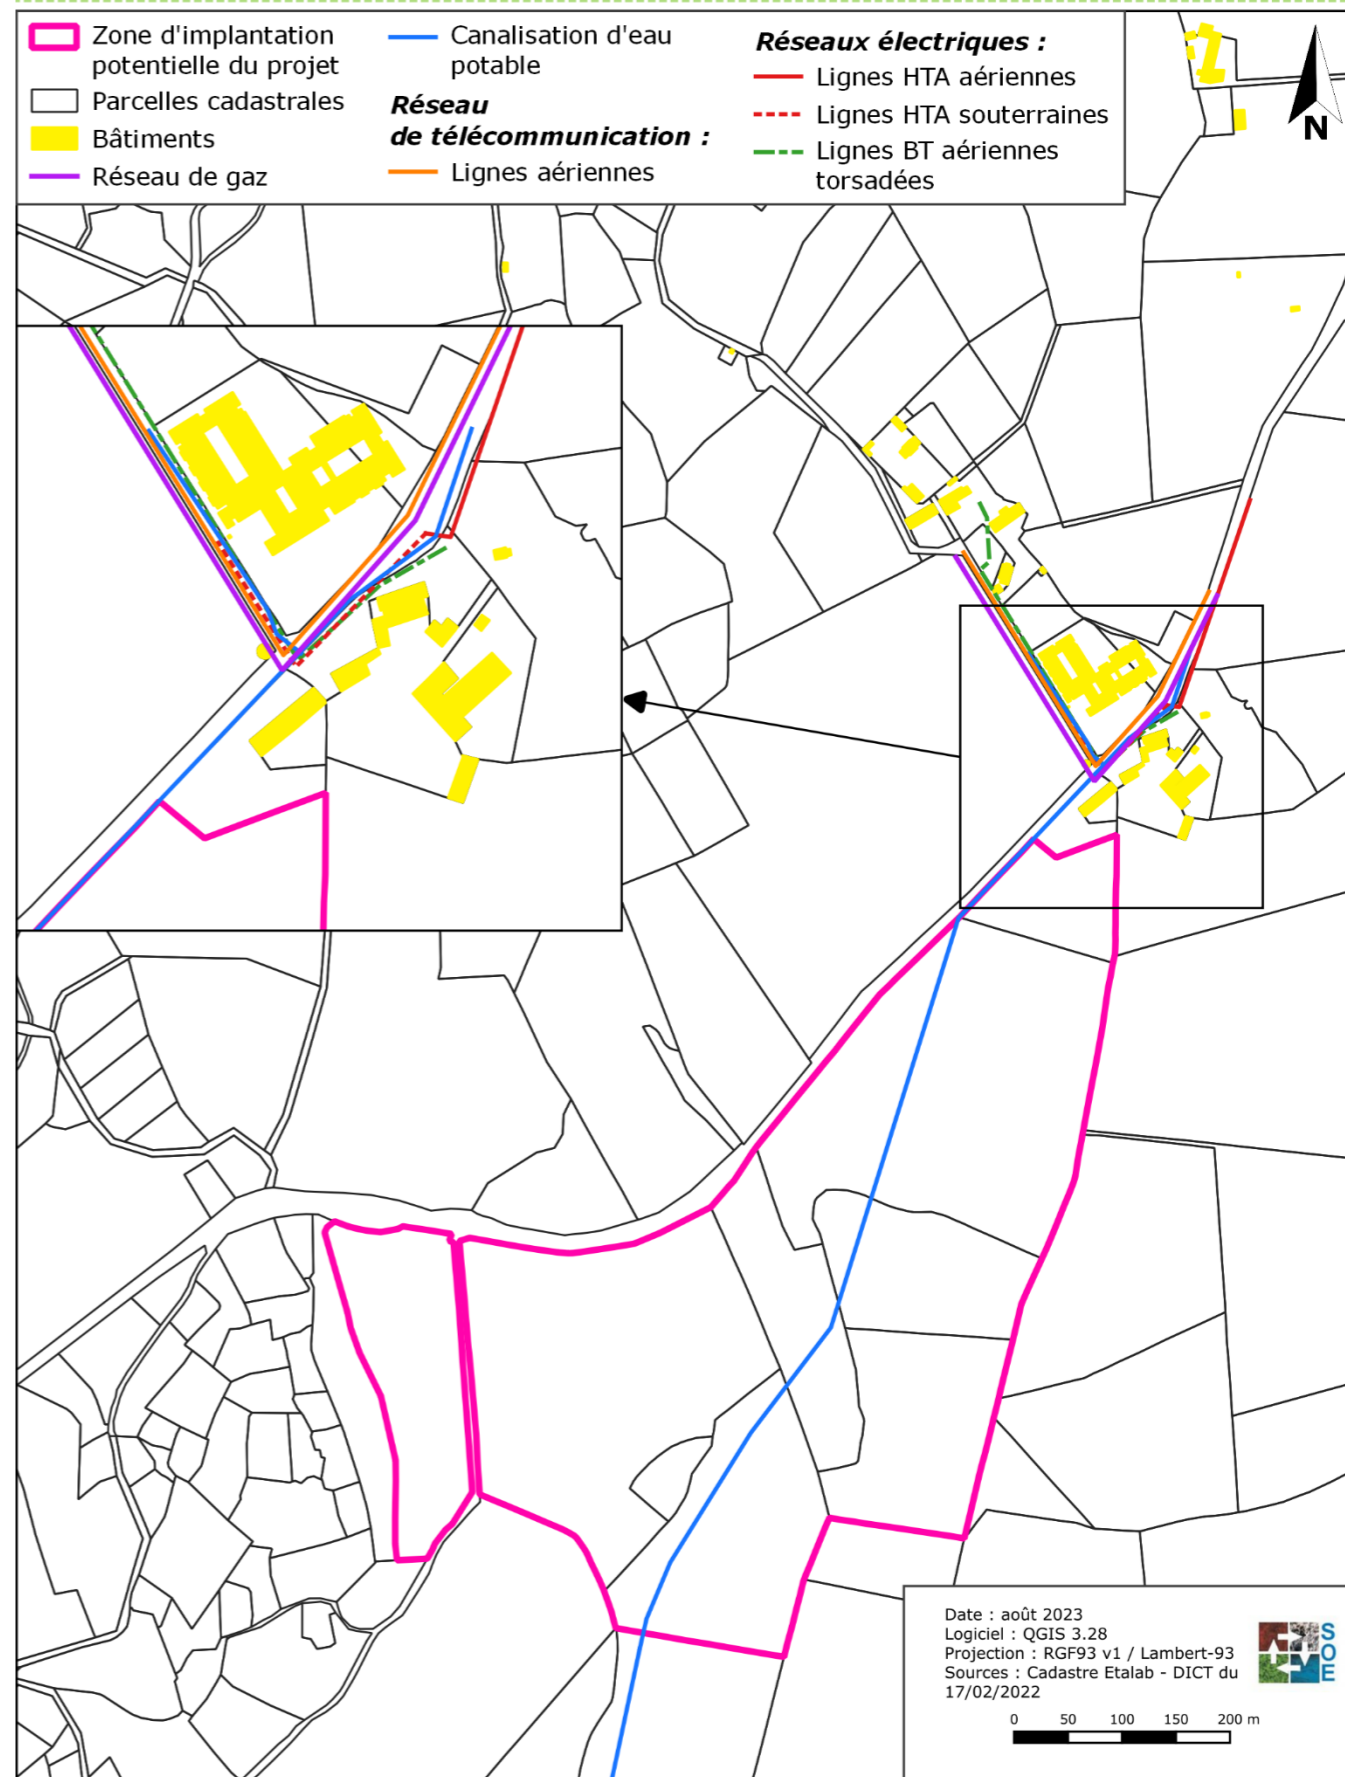 Zone d'implantation
potentielle du projet
Parcelles cadastrales
Bâtiments
Réseau de gaz
Canalisation d'eau
potable
Réseau
de télécommunication :
Lignes aériennes
Réseaux électriques :
Lignes HTA aériennes
Lignes HTA souterraines
Lignes BT aériennes
torsadées
N
Date : août 2023
Logiciel : QGIS 3.28
Projection : RGF93 v1 / Lambert-93
Sources : Cadastre Etalab - DICT du
17/02/2022
SOE
0 50 100 150 200 m